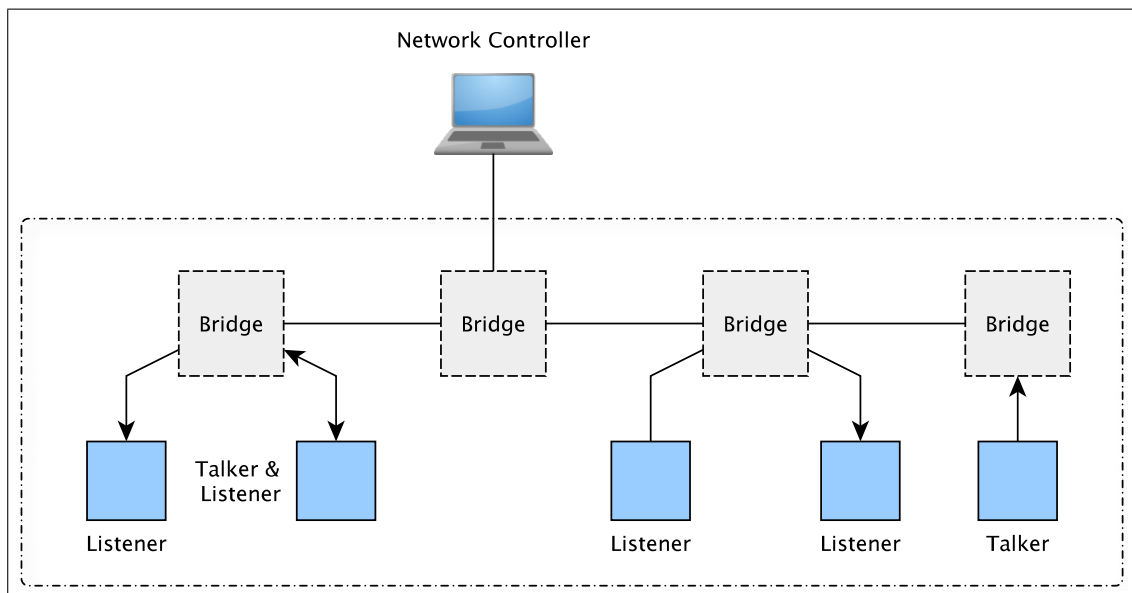 Network Controller
Bridge
Bridge
Bridge
Bridge
Talker &
Listener
Listener
Listener
Listener
Talker